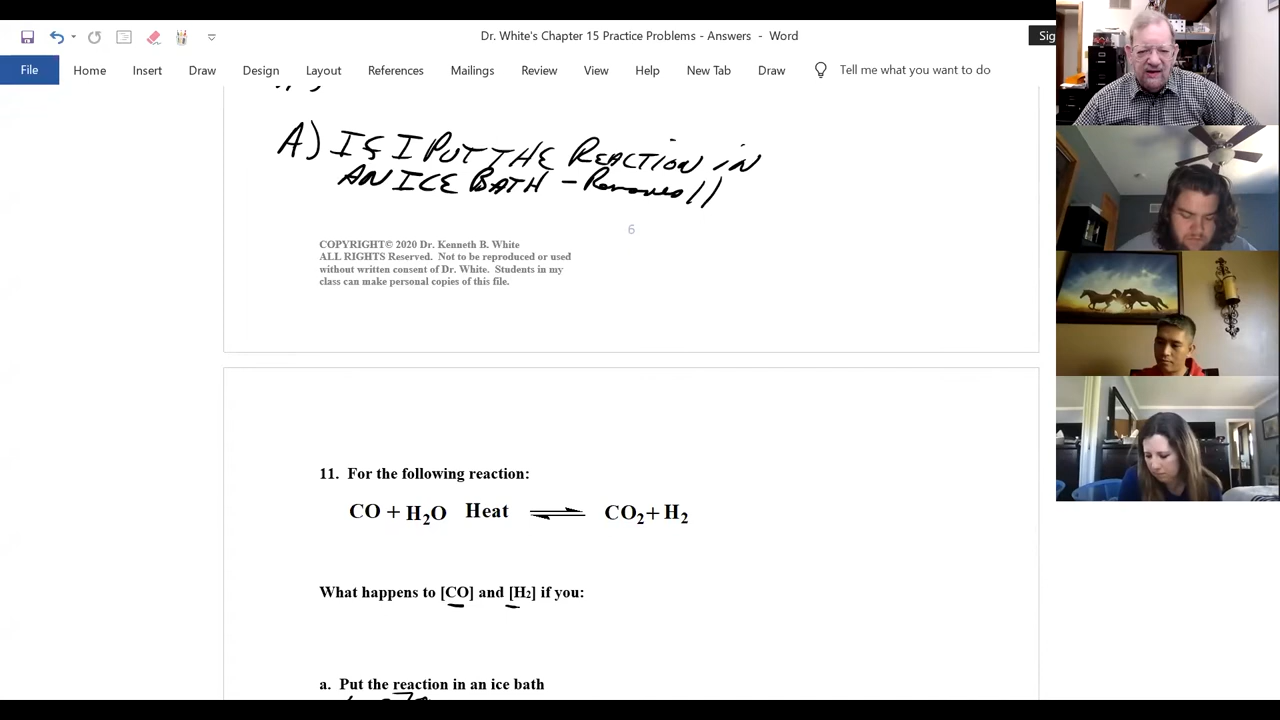 Dr. White's Chapter 15 Practice Problems - Answers - Word
Sig
File Home Insert Draw Design Layout References Mailings Review View Help New Tab Draw Tell me what you want to do
A) IF I PUT THE REACTION IN
AN ICE BATH - Removes
6
COPYRIGHT© 2020 Dr. Kenneth B. White
ALL RIGHTS Reserved. Not to be reproduced or used
without written consent of Dr. White. Students in my
class can make personal copies of this file.
11. For the following reaction:
CO + H₂O Heat ⇌ CO₂ + H₂
What happens to [CO] and [H₂] if you:
a. Put the reaction in an ice bath